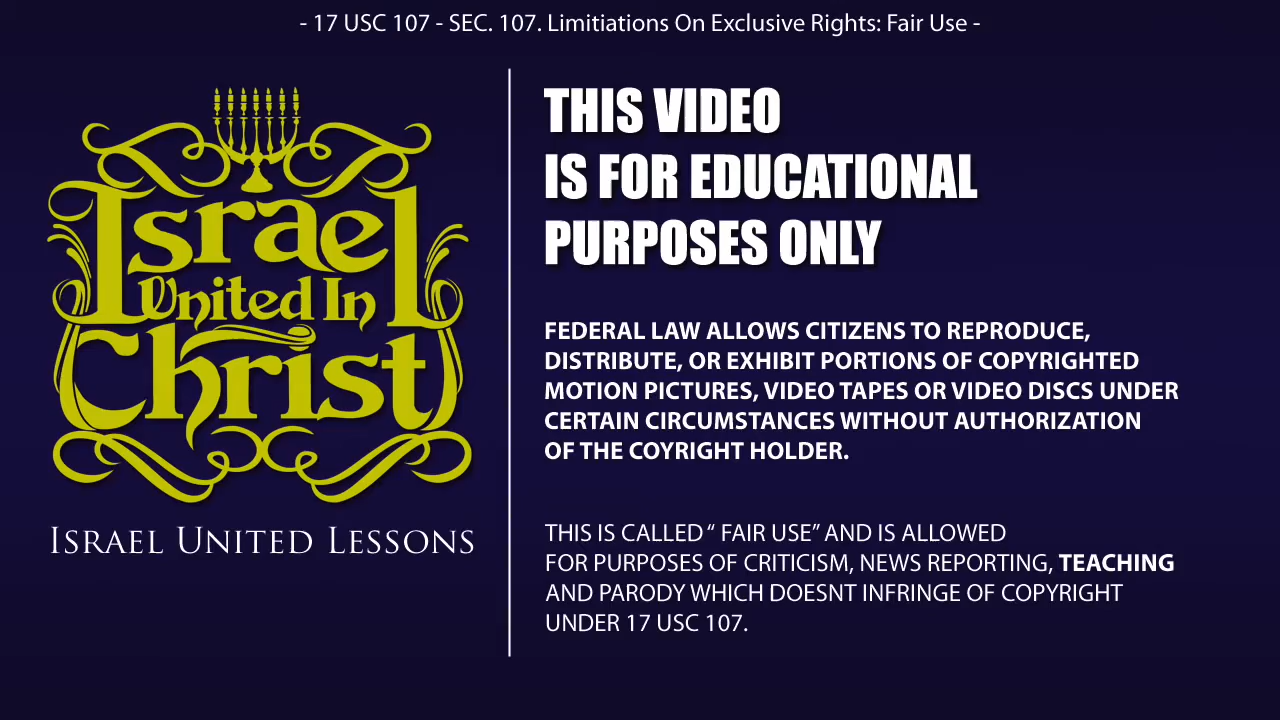 - 17 USC 107 - SEC. 107. Limitiations On Exclusive Rights: Fair Use -
Israel
United In
Christ
ISRAEL UNITED LESSONS
THIS VIDEO
IS FOR EDUCATIONAL
PURPOSES ONLY
FEDERAL LAW ALLOWS CITIZENS TO REPRODUCE,
DISTRIBUTE, OR EXHIBIT PORTIONS OF COPYRIGHTED
MOTION PICTURES, VIDEO TAPES OR VIDEO DISCS UNDER
CERTAIN CIRCUMSTANCES WITHOUT AUTHORIZATION
OF THE COYRIGHT HOLDER.
THIS IS CALLED “ FAIR USE” AND IS ALLOWED
FOR PURPOSES OF CRITICISM, NEWS REPORTING, TEACHING
AND PARODY WHICH DOESNT INFRINGE OF COPYRIGHT
UNDER 17 USC 107.